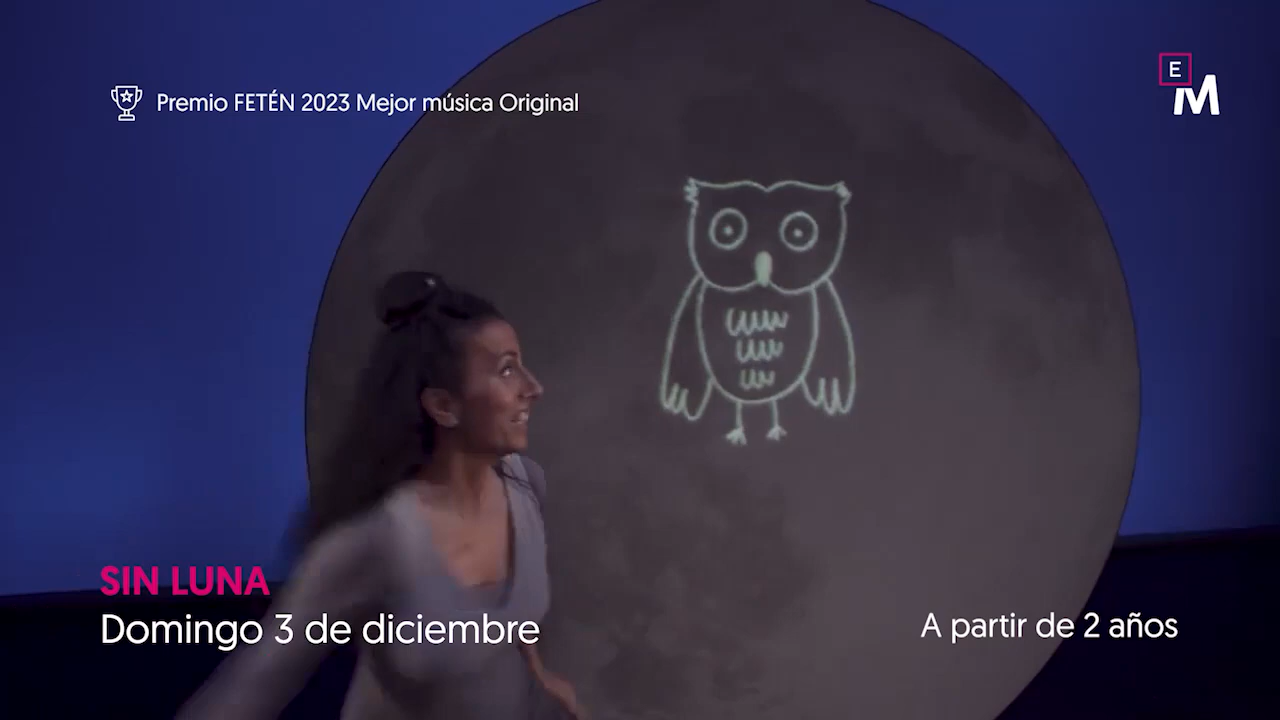 Premio FETÉN 2023 Mejor música Original
E
M
SIN LUNA
Domingo 3 de diciembre
A partir de 2 años